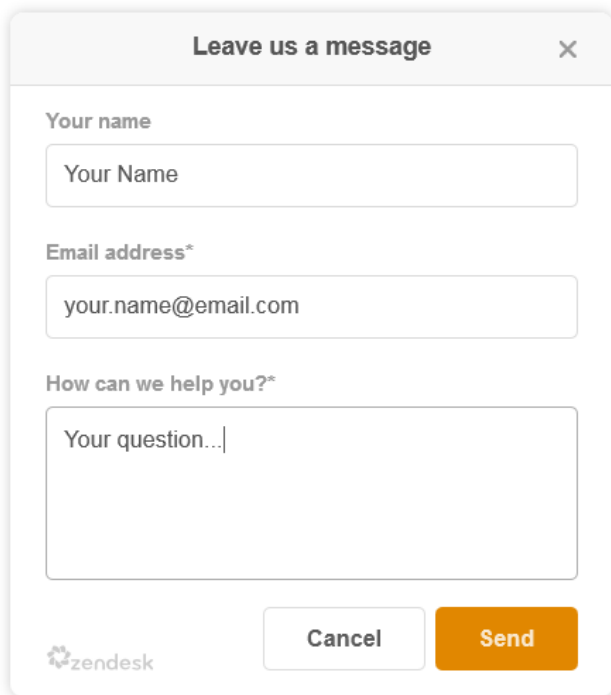 Leave us a message
Your name
Your Name
Email address*
your.name@email.com
How can we help you?*
Your question...
zendesk
Cancel
Send